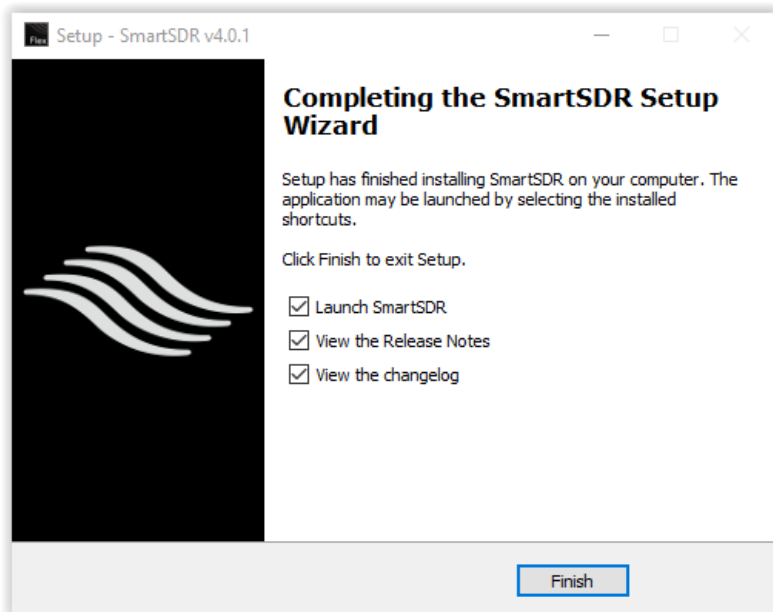 Flex
Setup - SmartSDR v4.0.1
Completing the SmartSDR Setup
Wizard
Setup has finished installing SmartSDR on your computer. The
application may be launched by selecting the installed
shortcuts.
Click Finish to exit Setup.
Launch SmartSDR
View the Release Notes
View the changelog
Finish